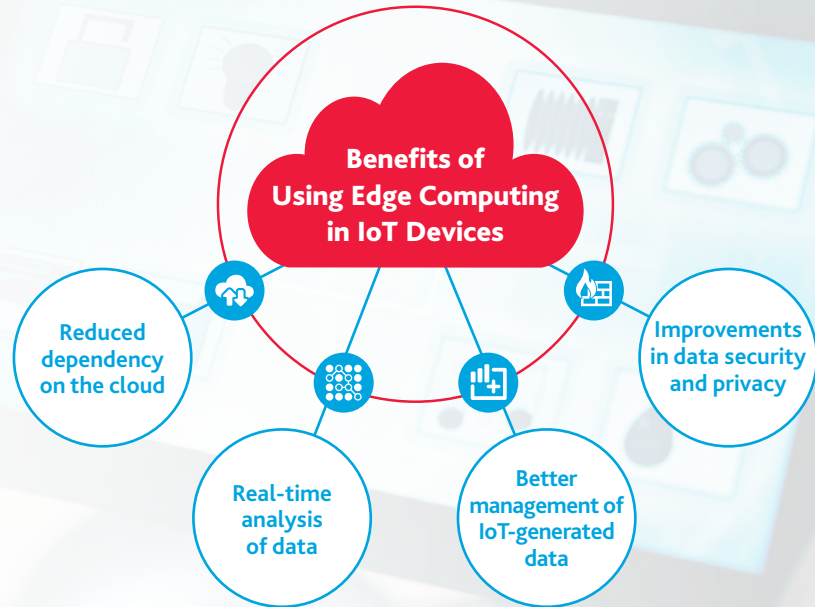 Benefits of
Using Edge Computing
in IoT Devices
Reduced
dependency
on the cloud
Real-time
analysis
of data
Better
management of
IoT-generated
data
Improvements
in data security
and privacy